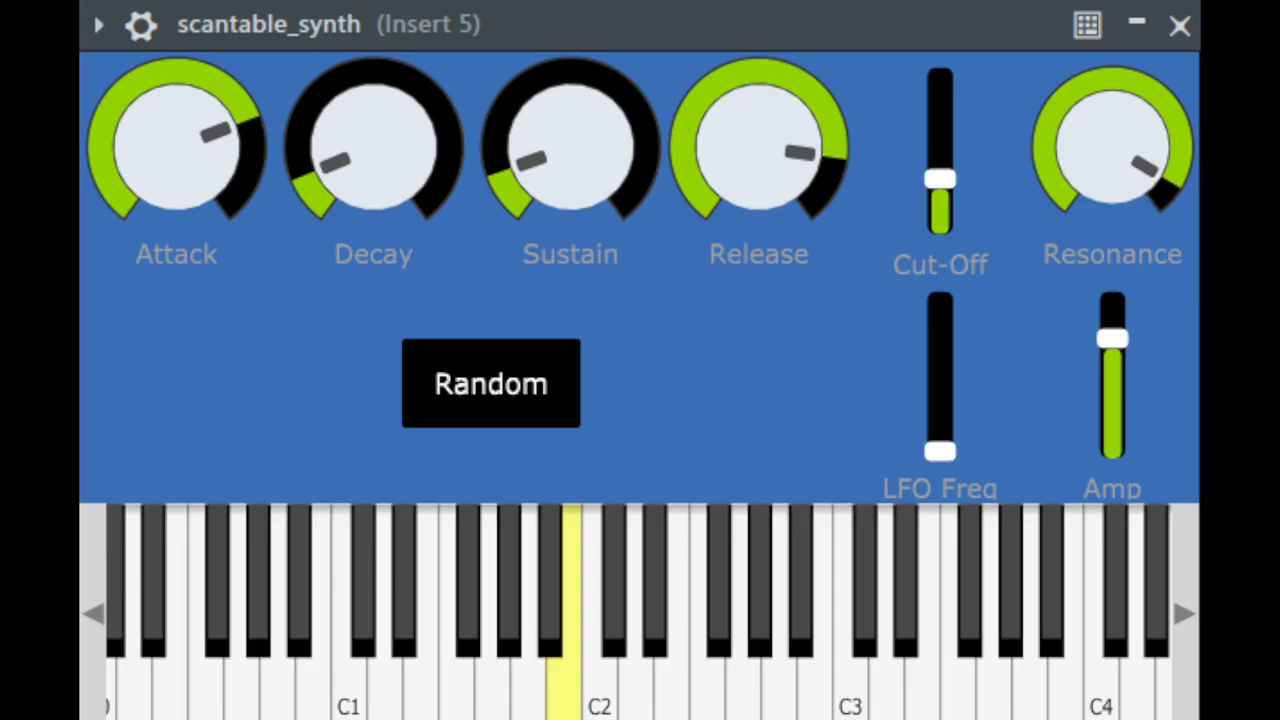 scantable_synth (Insert 5)
Attack Decay Sustain Release Cut-Off Resonance
Random
LFO Freq Amp
C1 C2 C3 C4